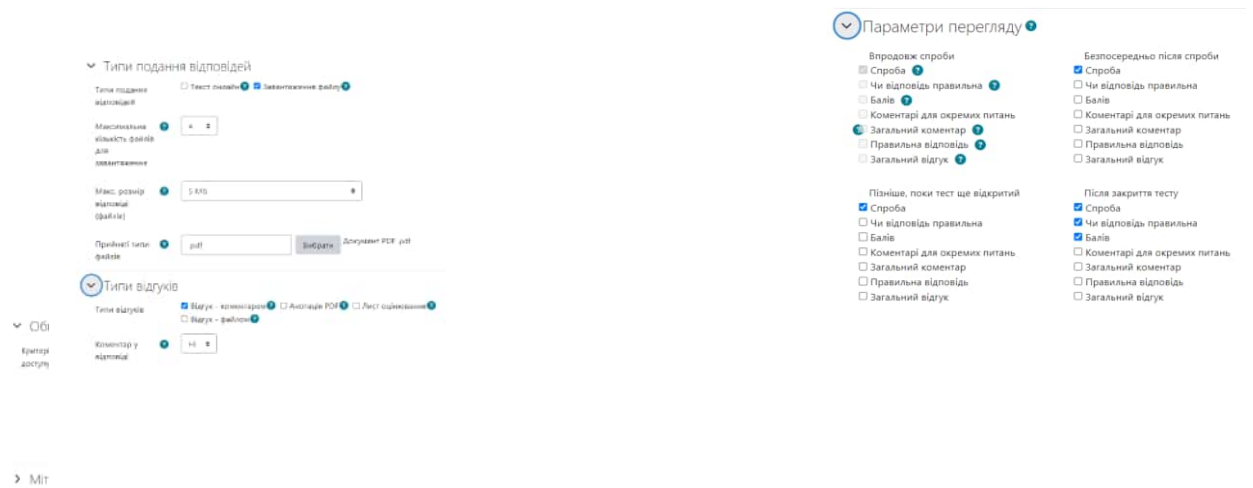 Типи подання відповідей
Типи подання відповідей
Текст онлайн
Завантаження файлу
Максимальна кількість файлів для завантаження
Макс. розмір відповіді (файлів)
5 Мб
Прийняті типи файлів
.pdf
Вибрати
Документ PDF .pdf
Типи відгуків
Типи відгуків
Відгук - коментарем
Анотація PDF
Лист оцінювання
Відгук – файлом
Коментар у відповіді
Ні
Критері
доступу
Міт
Параметри перегляду
Впродовж спроби
Спроба
Чи відповідь правильна
Балів
Коментарі для окремих питань
Загальний коментар
Правильна відповідь
Загальний відгук
Безпосередньо після спроби
Спроба
Чи відповідь правильна
Балів
Коментарі для окремих питань
Загальний коментар
Правильна відповідь
Загальний відгук
Пізніше, поки тест ще відкритий
Спроба
Чи відповідь правильна
Балів
Коментарі для окремих питань
Загальний коментар
Правильна відповідь
Загальний відгук
Після закриття тесту
Спроба
Чи відповідь правильна
Балів
Коментарі для окремих питань
Загальний коментар
Правильна відповідь
Загальний відгук